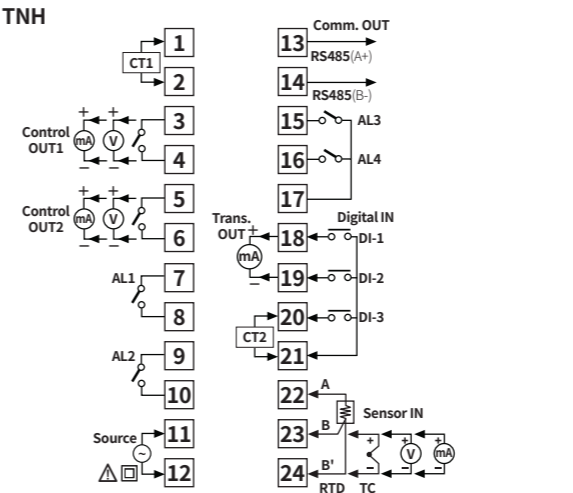 TNH
CT1
1
2
Control
OUT1
+ +
mA V
− −
3
4
Control
OUT2
+ +
mA V
− −
5
6
AL1
7
8
AL2
9
10
Source
~
11
12
Comm. OUT
13
RS485(A+)
14
RS485(B-)
15
AL3
16
AL4
17
Trans.
OUT
+
mA
−
Digital IN
18
DI-1
19
DI-2
CT2
20
DI-3
21
22
A
23
B
Sensor IN
24
B'
+ + +
V mA
− − −
RTD TC